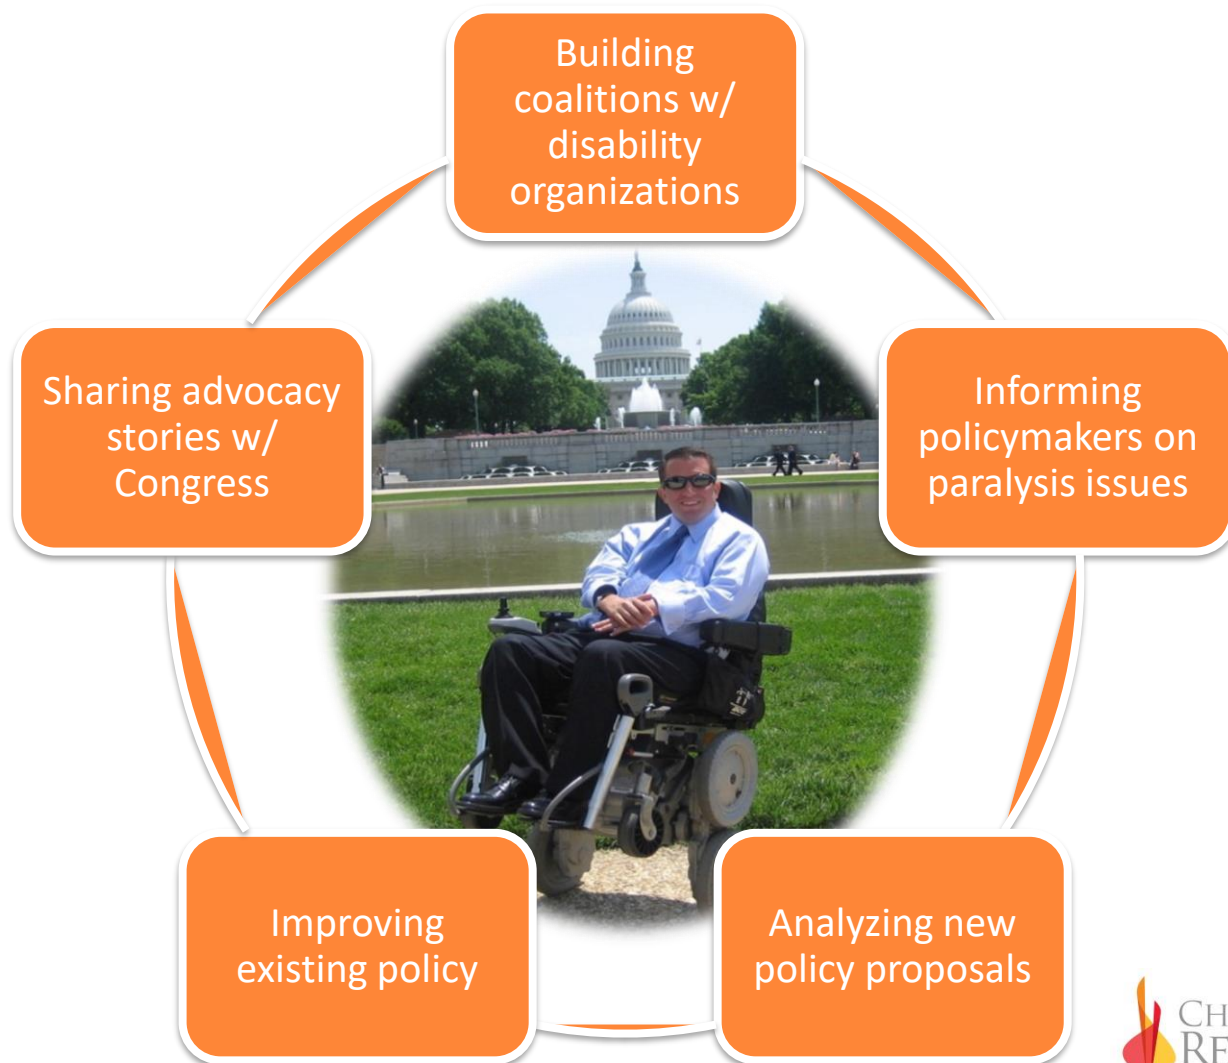 Building
coalitions w/
disability
organizations
Informing
policymakers on
paralysis issues
Analyzing new
policy proposals
Improving
existing policy
Sharing advocacy
stories w/
Congress